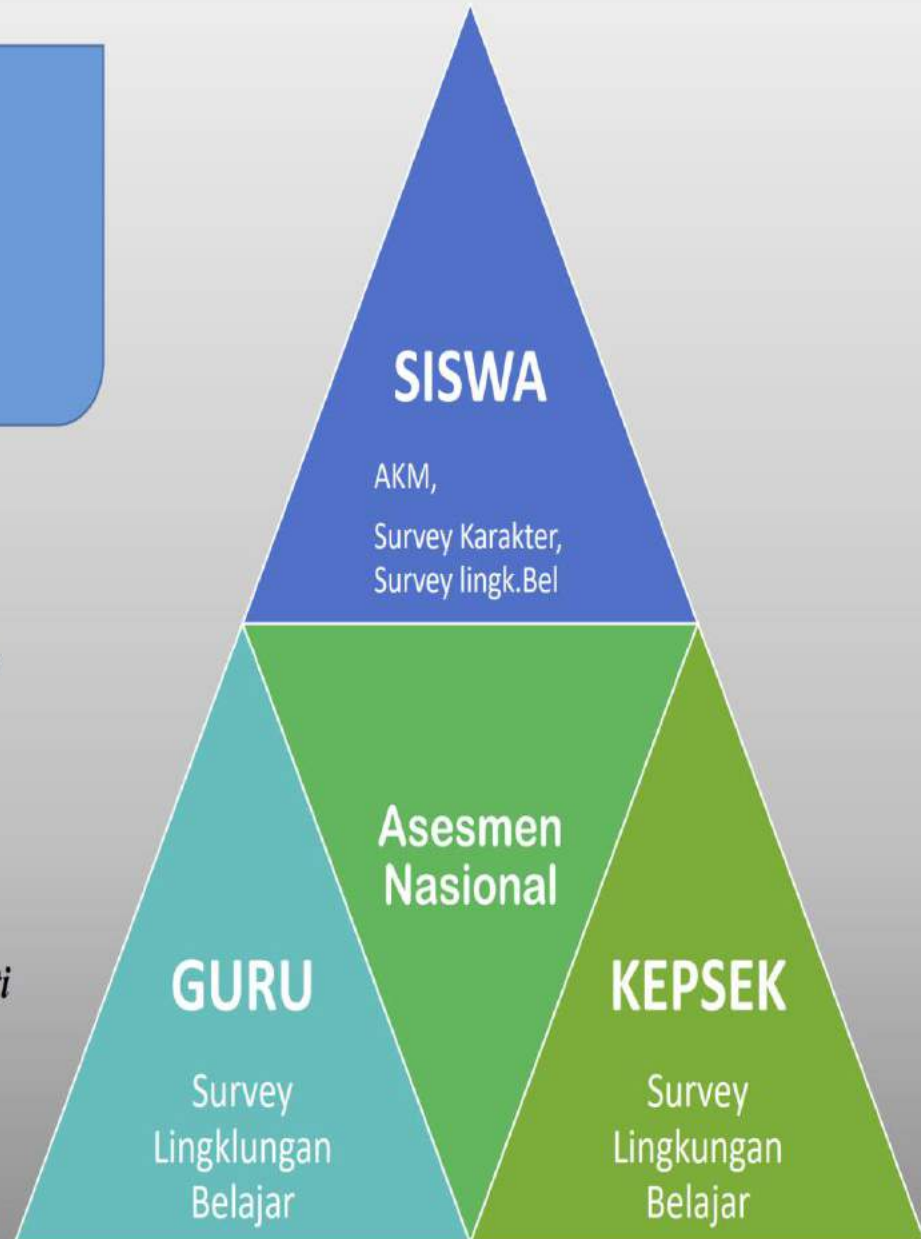 SISWA
AKM,
Survey Karakter,
Survey lingk.Bel
Asesmen
Nasional
GURU
Survey
Lingklungan
Belajar
KEPSEK
Survey
Lingkungan
Belajar